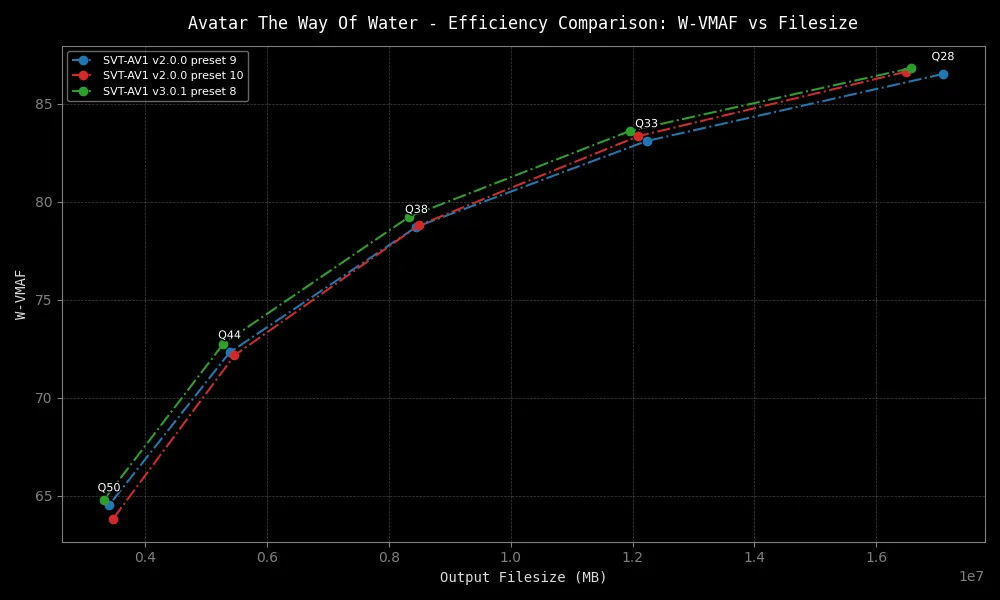 Avatar The Way Of Water - Efficiency Comparison: W-VMAF vs Filesize
SVT-AV1 v2.0.0 preset 9
SVT-AV1 v2.0.0 preset 10
SVT-AV1 v3.0.1 preset 8
Q28
85
Q33
80
Q38
W-VMAF
75
Q44
70
65
Q50
0.4 0.6 0.8 1.0 1.2 1.4 1.6
1e7
Output Filesize (MB)